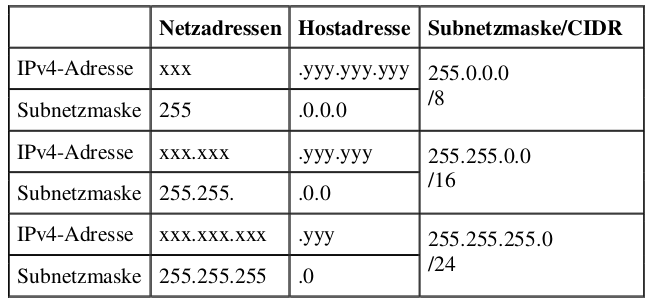 Netzadressen Hostadresse Subnetzmaske/CIDR
IPv4-Adresse xxx .yyy.yyy.yyy 255.0.0.0
/8
Subnetzmaske 255 .0.0.0
IPv4-Adresse xxx.xxx .yyy.yyy 255.255.0.0
/16
Subnetzmaske 255.255. .0.0
IPv4-Adresse xxx.xxx.xxx .yyy 255.255.255.0
/24
Subnetzmaske 255.255.255 .0